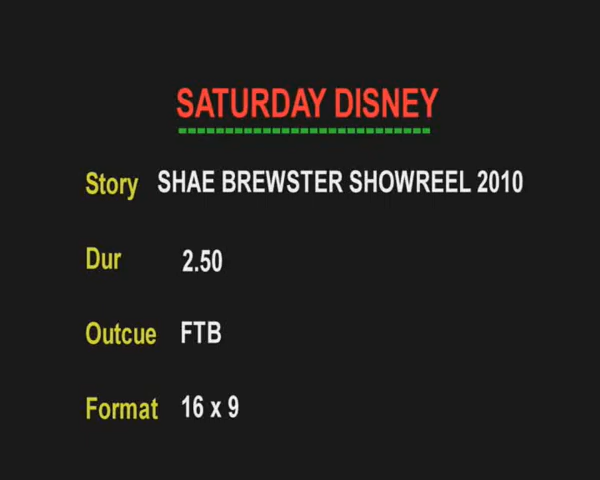 SATURDAY DISNEY
Story SHAE BREWSTER SHOWREEL 2010
Dur 2.50
Outcue FTB
Format 16 x 9